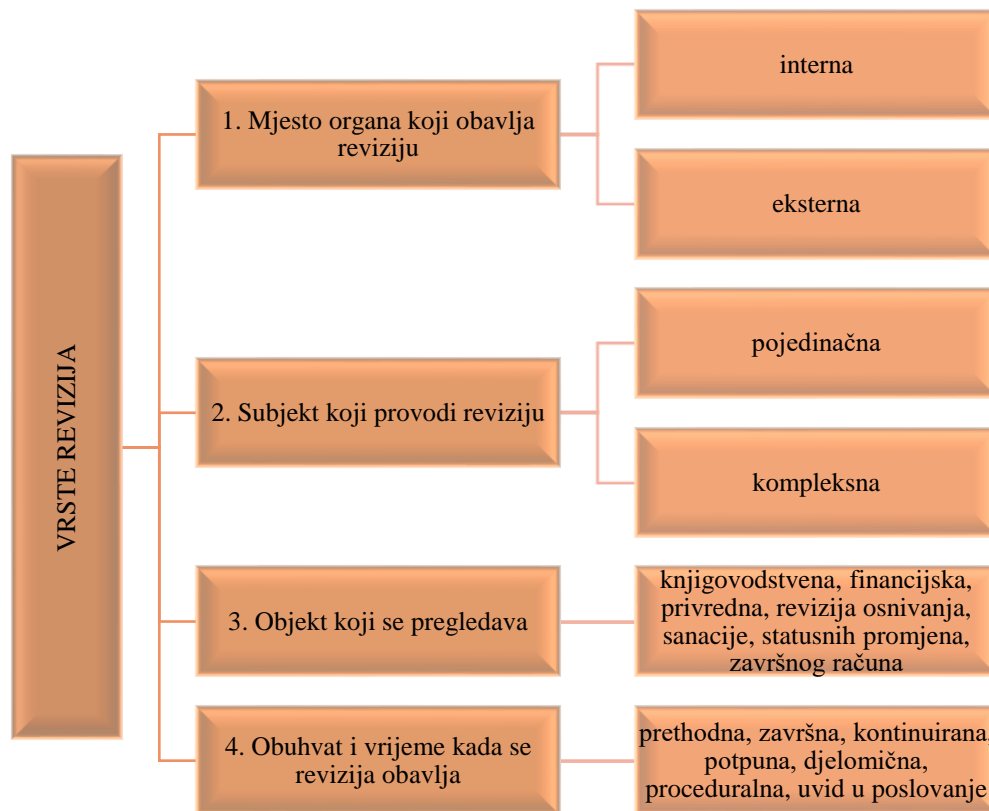 VRSTE REVIZIJA
1. Mjesto organa koji obavlja
reviziju
interna
eksterna
2. Subjekt koji provodi reviziju
pojedinačna
kompleksna
3. Objekt koji se pregledava
knjigovodstvena, financijska,
privredna, revizija osnivanja,
sanacije, statusnih promjena,
završnog računa
4. Obuhvat i vrijeme kada se
revizija obavlja
prethodna, završna, kontinuirana,
potpuna, djelomična,
proceduralna, uvid u poslovanje